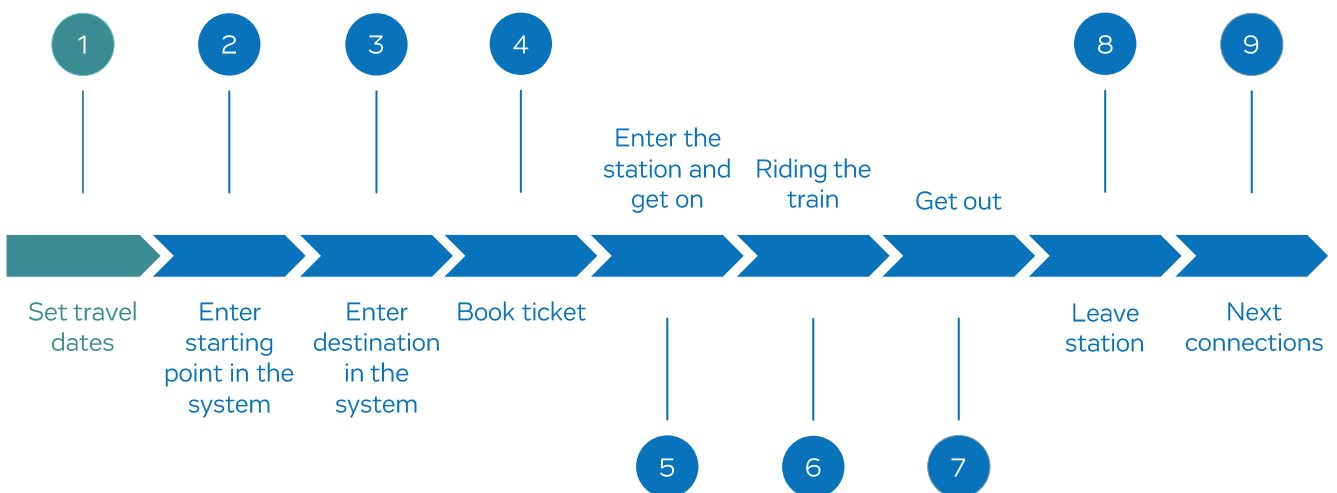 1
2
3
4
8
9
Enter the
station and
get on
Riding the
train
Get out
Set travel
dates
Enter
starting
point in the
system
Enter
destination
in the
system
Book ticket
Leave
station
Next
connections
5
6
7